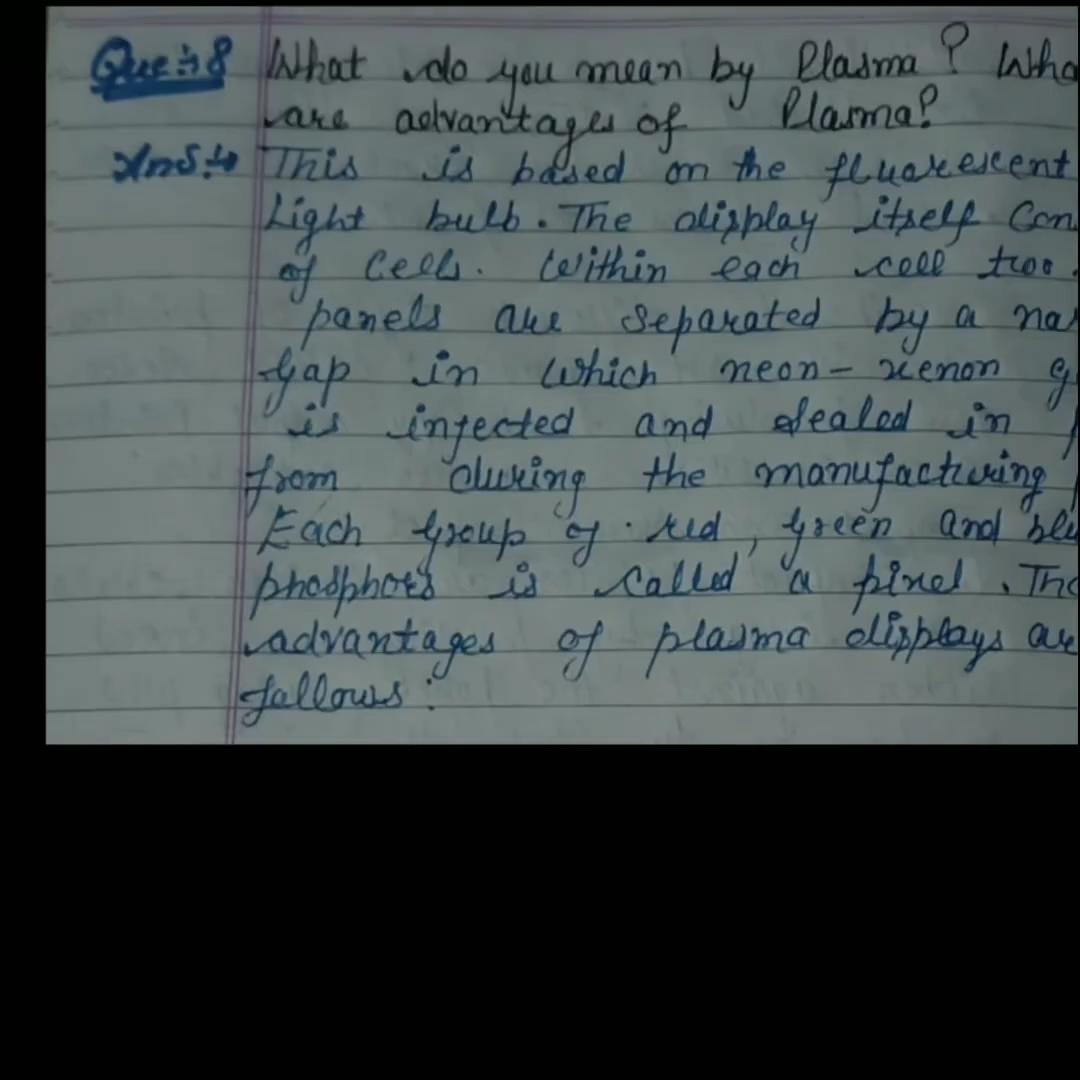 Que:- 8 What do you mean by Plasma? Wha
are advantages of Plasma?
Ans:- This is based on the fluorescent
Light bulb. The display itself Con
of Cells. Within each cell two
panels are separated by a na
Gap in which neon- xenon g
is injected and sealed in
from during the manufacturing
Each group of red, green and blu
phosphors is called a pixel. The
advantages of plasma displays are
fallows: